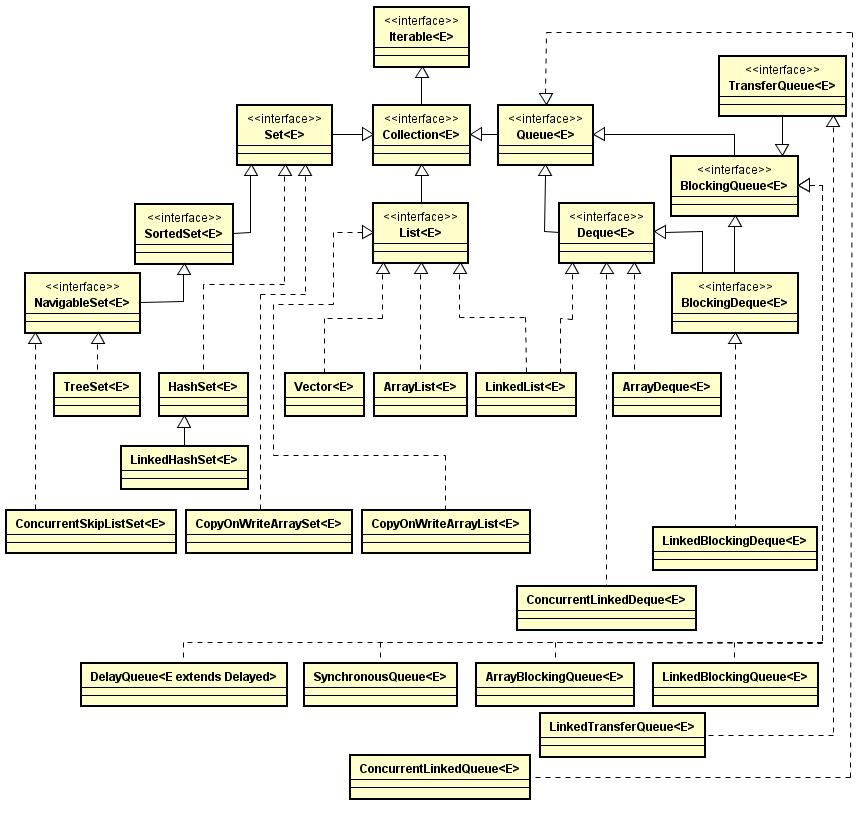 <<interface>>
Iterable<E>
<<interface>>
TransferQueue<E>
<<interface>>
Set<E>
<<interface>>
Collection<E>
<<interface>>
Queue<E>
<<interface>>
BlockingQueue<E>
<<interface>>
SortedSet<E>
<<interface>>
List<E>
<<interface>>
Deque<E>
<<interface>>
NavigableSet<E>
<<interface>>
BlockingDeque<E>
TreeSet<E>
HashSet<E>
Vector<E>
ArrayList<E>
LinkedList<E>
ArrayDeque<E>
LinkedHashSet<E>
ConcurrentSkipListSet<E>
CopyOnWriteArraySet<E>
CopyOnWriteArrayList<E>
LinkedBlockingDeque<E>
ConcurrentLinkedDeque<E>
DelayQueue<E extends Delayed>
SynchronousQueue<E>
ArrayBlockingQueue<E>
LinkedBlockingQueue<E>
LinkedTransferQueue<E>
ConcurrentLinkedQueue<E>